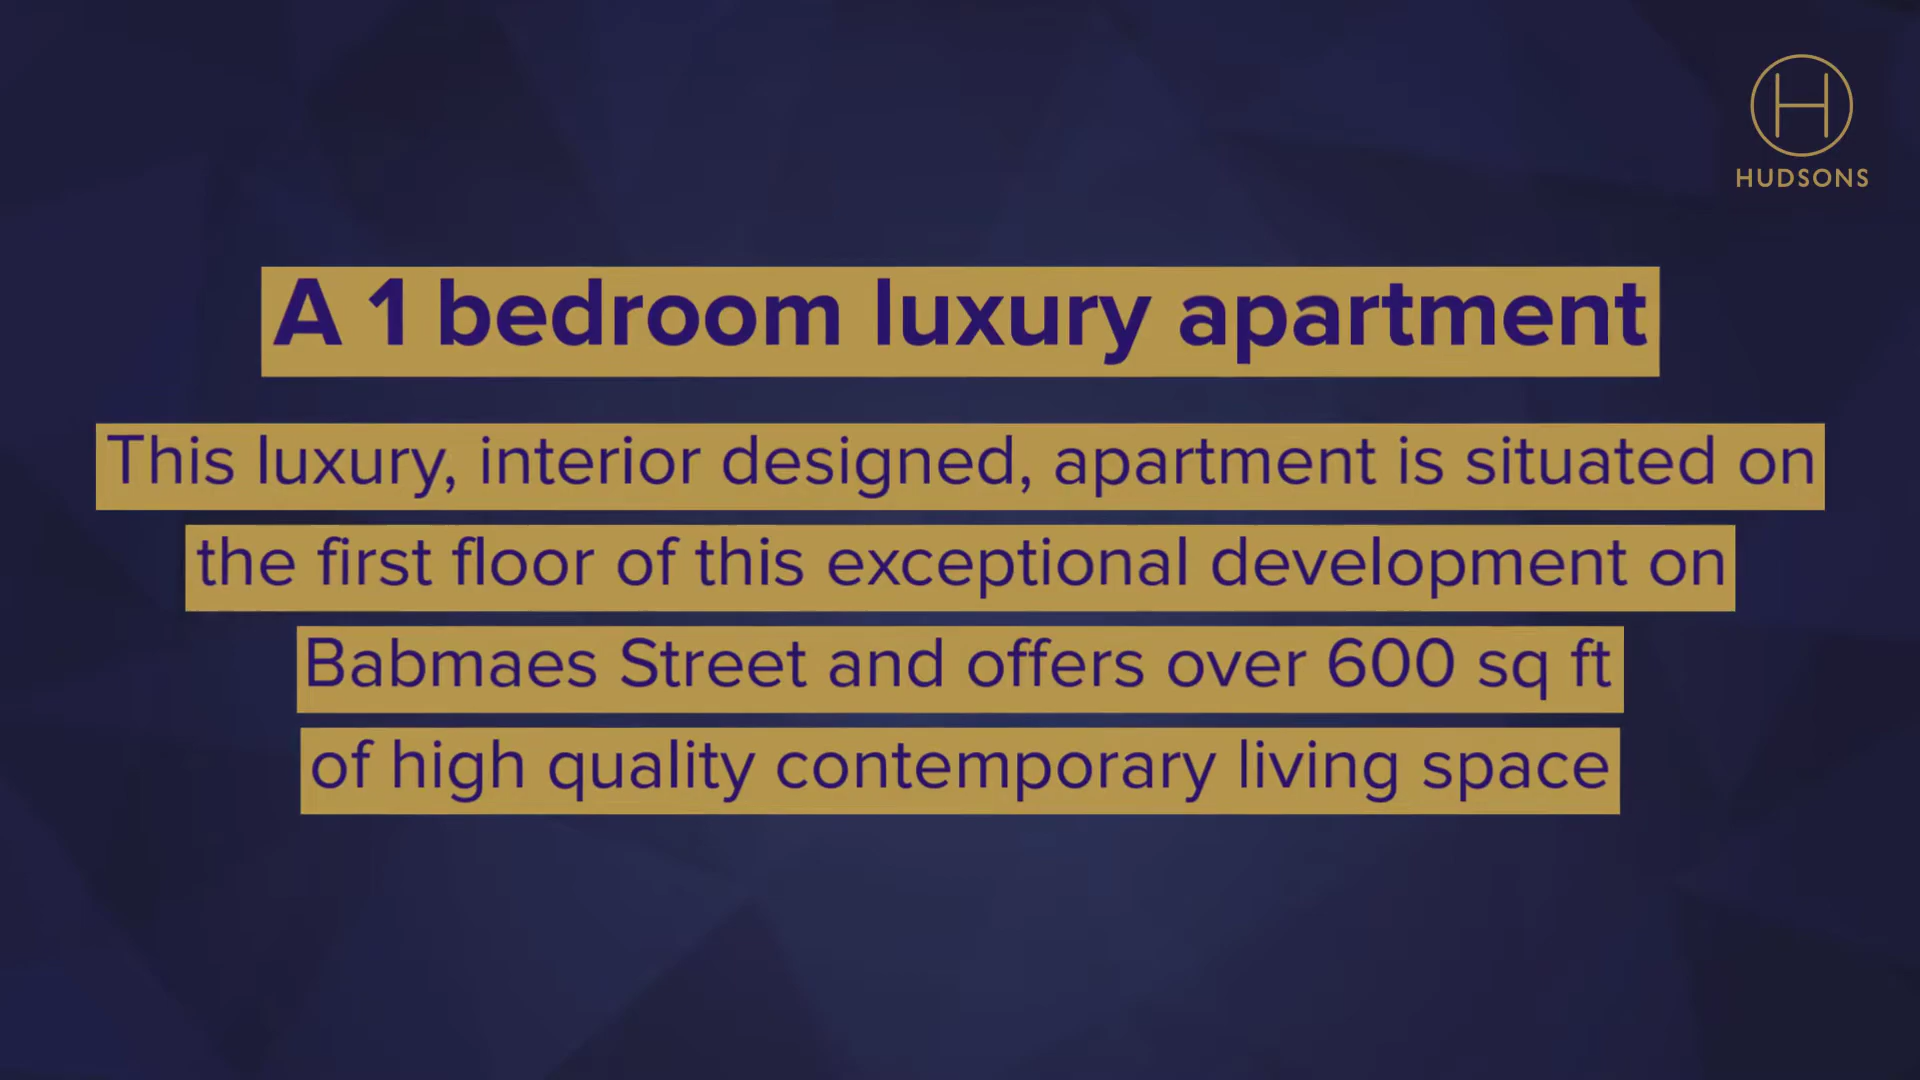 H
HUDSONS
A 1 bedroom luxury apartment
This luxury, interior designed, apartment is situated on
the first floor of this exceptional development on
Babmaes Street and offers over 600 sq ft
of high quality contemporary living space